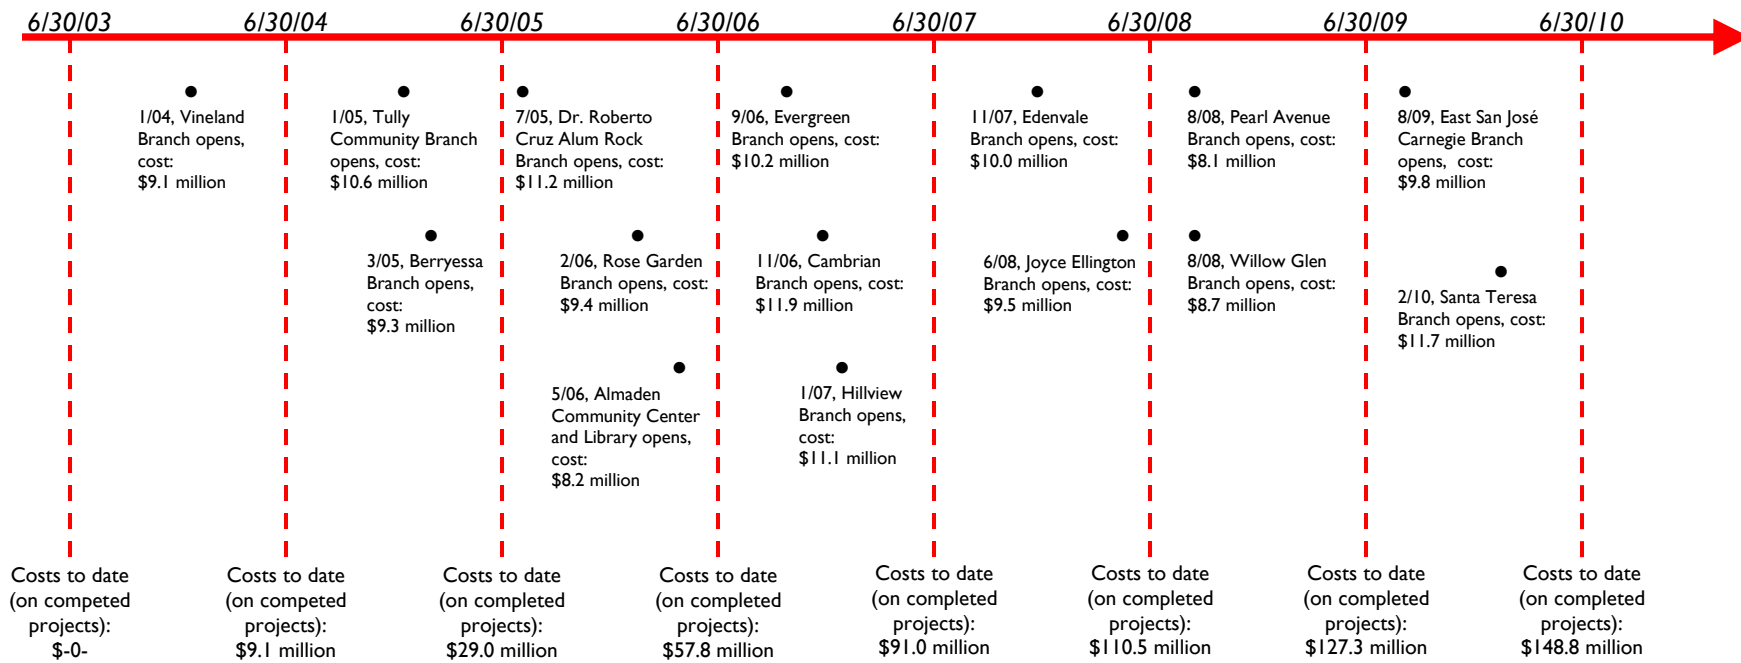 6/30/03
6/30/04
6/30/05
6/30/06
6/30/07
6/30/08
6/30/09
6/30/10
1/04, Vineland
Branch opens,
cost:
$9.1 million
1/05, Tully
Community Branch
opens, cost:
$10.6 million
7/05, Dr. Roberto
Cruz Alum Rock
Branch opens, cost:
$11.2 million
9/06, Evergreen
Branch opens, cost:
$10.2 million
11/07, Edenvale
Branch opens, cost:
$10.0 million
8/08, Pearl Avenue
Branch opens, cost:
$8.1 million
8/09, East San José
Carnegie Branch
opens, cost:
$9.8 million
3/05, Berryessa
Branch opens,
cost:
$9.3 million
2/06, Rose Garden
Branch opens, cost:
$9.4 million
11/06, Cambrian
Branch opens, cost:
$11.9 million
6/08, Joyce Ellington
Branch opens, cost:
$9.5 million
8/08, Willow Glen
Branch opens, cost:
$8.7 million
2/10, Santa Teresa
Branch opens, cost:
$11.7 million
5/06, Almaden
Community Center
and Library opens,
cost:
$8.2 million
1/07, Hillview
Branch opens,
cost:
$11.1 million
Costs to date
(on competed
projects):
$-0-
Costs to date
(on competed
projects):
$9.1 million
Costs to date
(on completed
projects):
$29.0 million
Costs to date
(on completed
projects):
$57.8 million
Costs to date
(on completed
projects):
$91.0 million
Costs to date
(on completed
projects):
$110.5 million
Costs to date
(on completed
projects):
$127.3 million
Costs to date
(on completed
projects):
$148.8 million